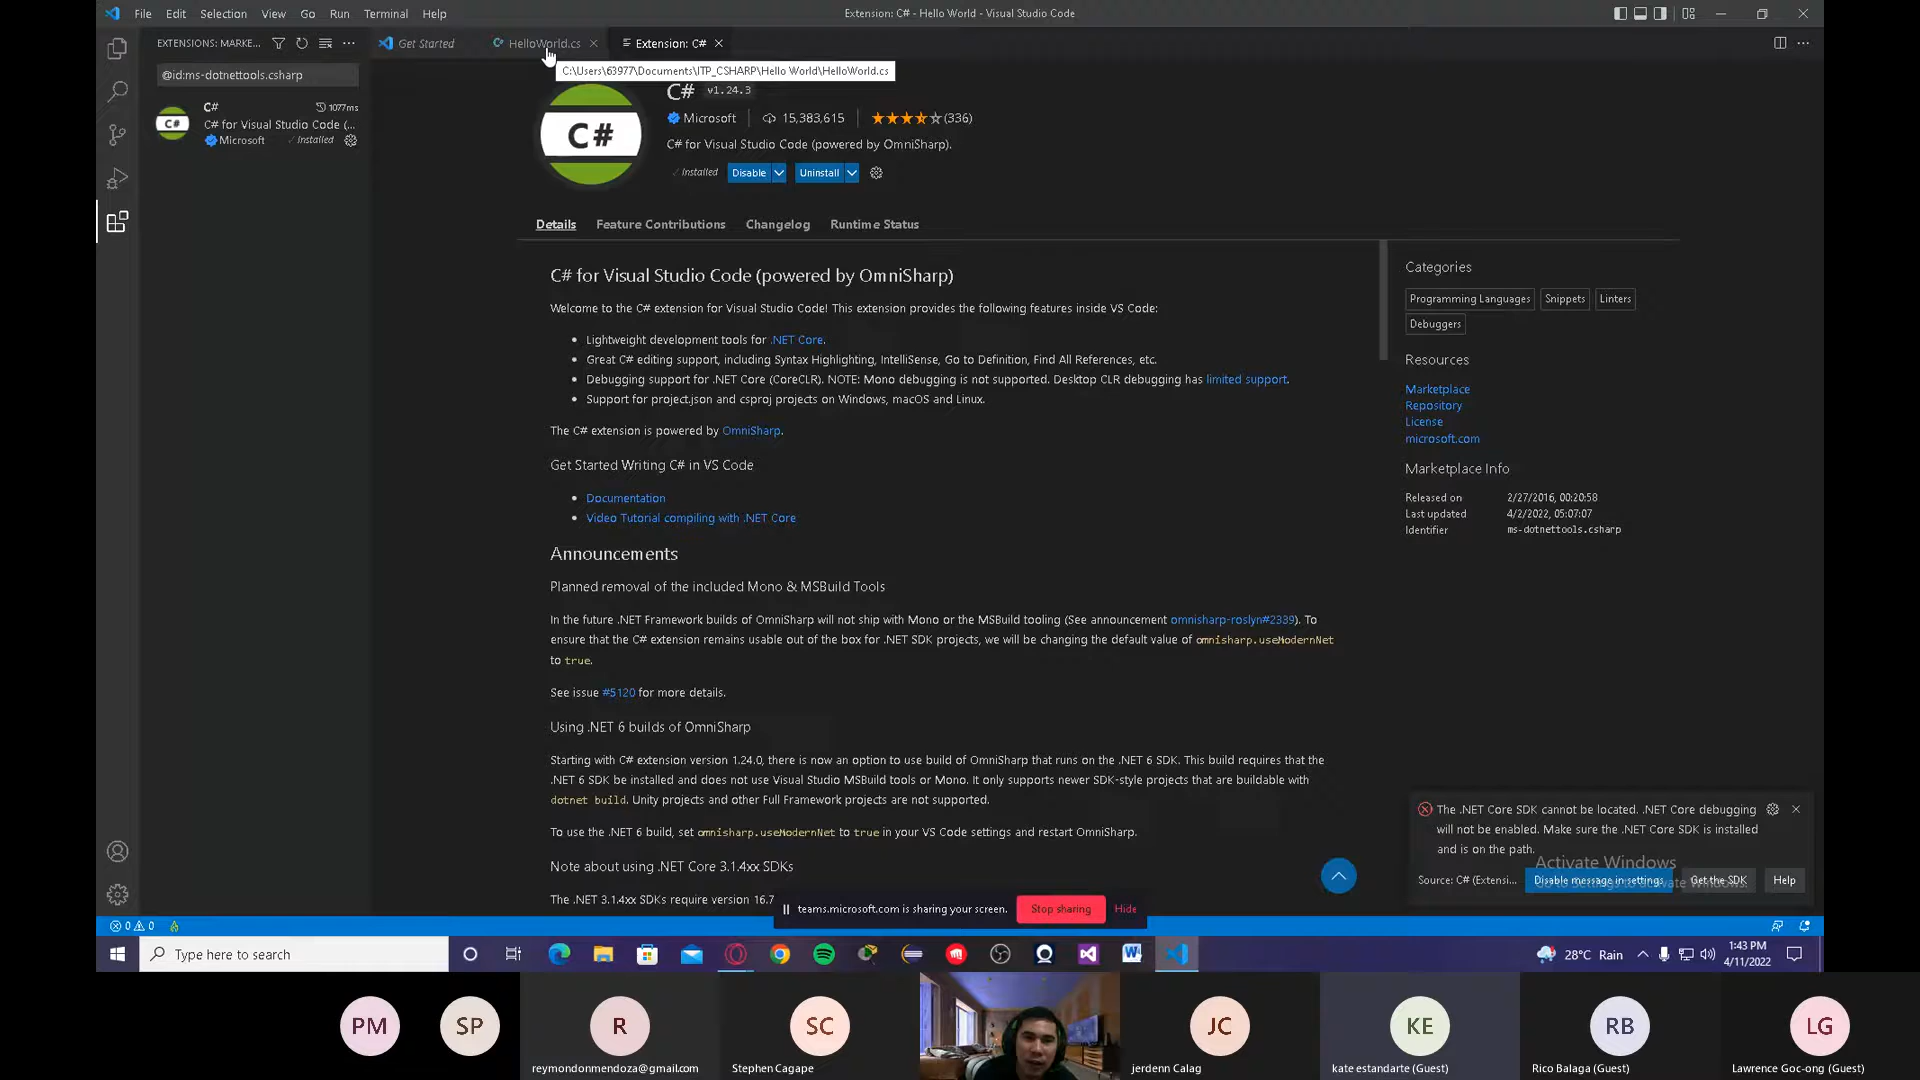 File Edit Selection View Go Run Terminal Help
Extension: C# - Hello World - Visual Studio Code
EXTENSIONS: MARKE...
Get Started
HelloWorld.cs
Extension: C#
@id:ms-dotnettools.csharp
C:\Users\63977\Documents\ITP_CSHARP\Hello World\HelloWorld.cs
C#
1077ms
C# for Visual Studio Code (...
Microsoft
Installed
C#
C#
C# v1.24.3
Microsoft
15,383,615
(336)
C# for Visual Studio Code (powered by OmniSharp).
Installed
Disable
Uninstall
Details
Feature Contributions
Changelog
Runtime Status
C# for Visual Studio Code (powered by OmniSharp)
Welcome to the C# extension for Visual Studio Code! This extension provides the following features inside VS Code:
• Lightweight development tools for .NET Core.
• Great C# editing support, including Syntax Highlighting, IntelliSense, Go to Definition, Find All References, etc.
• Debugging support for .NET Core (CoreCLR). NOTE: Mono debugging is not supported. Desktop CLR debugging has limited support.
• Support for project.json and csproj projects on Windows, macOS and Linux.
The C# extension is powered by OmniSharp.
Get Started Writing C# in VS Code
• Documentation
• Video Tutorial compiling with .NET Core
Announcements
Planned removal of the included Mono & MSBuild Tools
In the future .NET Framework builds of OmniSharp will not ship with Mono or the MSBuild tooling (See announcement omnisharp-roslyn#2339). To
ensure that the C# extension remains usable out of the box for .NET SDK projects, we will be changing the default value of omnisharp.useModernNet
to true.
See issue #5120 for more details.
Using .NET 6 builds of OmniSharp
Starting with C# extension version 1.24.0, there is now an option to use build of OmniSharp that runs on the .NET 6 SDK. This build requires that the
.NET 6 SDK be installed and does not use Visual Studio MSBuild tools or Mono. It only supports newer SDK-style projects that are buildable with
dotnet build. Unity projects and other Full Framework projects are not supported.
To use the .NET 6 build, set omnisharp.useModernNet to true in your VS Code settings and restart OmniSharp.
Note about using .NET Core 3.1.4xx SDKs
The .NET 3.1.4xx SDKs require version 16.7
Categories
Programming Languages
Snippets
Linters
Debuggers
Resources
Marketplace
Repository
License
microsoft.com
Marketplace Info
Released on 2/27/2016, 00:20:58
Last updated 4/2/2022, 05:07:07
Identifier ms-dotnettools.csharp
The .NET Core SDK cannot be located. .NET Core debugging
will not be enabled. Make sure the .NET Core SDK is installed
and is on the path.
Activate Windows
Go to Settings to activate Windows.
Source: C# (Extensi...
Disable message in settings
Get the SDK
Help
teams.microsoft.com is sharing your screen.
Stop sharing
Hide
0 0
Type here to search
28°C Rain
1:43 PM
4/11/2022
PM
SP
R
SC
JC
KE
RB
LG
reymondonmendoza@gmail.com
Stephen Cagape
jerdenn Calag
kate estandarte (Guest)
Rico Balaga (Guest)
Lawrence Goc-ong (Guest)